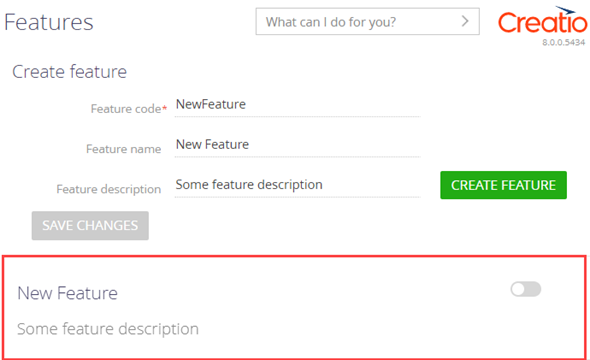 Features
What can I do for you?
Creatio
8.0.0.5434
Create feature
Feature code* NewFeature
Feature name New Feature
Feature description Some feature description
CREATE FEATURE
SAVE CHANGES
New Feature
Some feature description